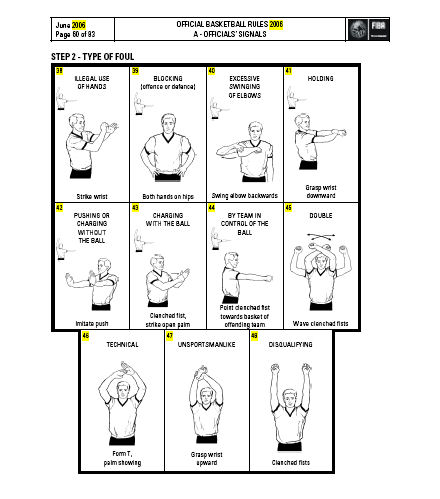 June 2006
Page 60 of 83
OFFICIAL BASKETBALL RULES 2006
A - OFFICIALS' SIGNALS
FIBA
STEP 2 - TYPE OF FOUL
38
ILLEGAL USE
OF HANDS
Strike wrist
39
BLOCKING
(offence or defence)
Both hands on hips
40
EXCESSIVE
SWINGING
OF ELBOWS
Swing elbow backwards
41
HOLDING
Grasp wrist
downward
42
PUSHING OR
CHARGING
WITHOUT
THE BALL
Imitate push
43
CHARGING
WITH THE BALL
Clenched fist,
strike open palm
44
BY TEAM IN
CONTROL OF THE
BALL
Point clenched fist
towards basket of
offending team
45
DOUBLE
Wave clenched fists
46
TECHNICAL
Form T,
palm showing
47
UNSPORTSMANLIKE
Grasp wrist
upward
48
DISQUALIFYING
Clenched fists